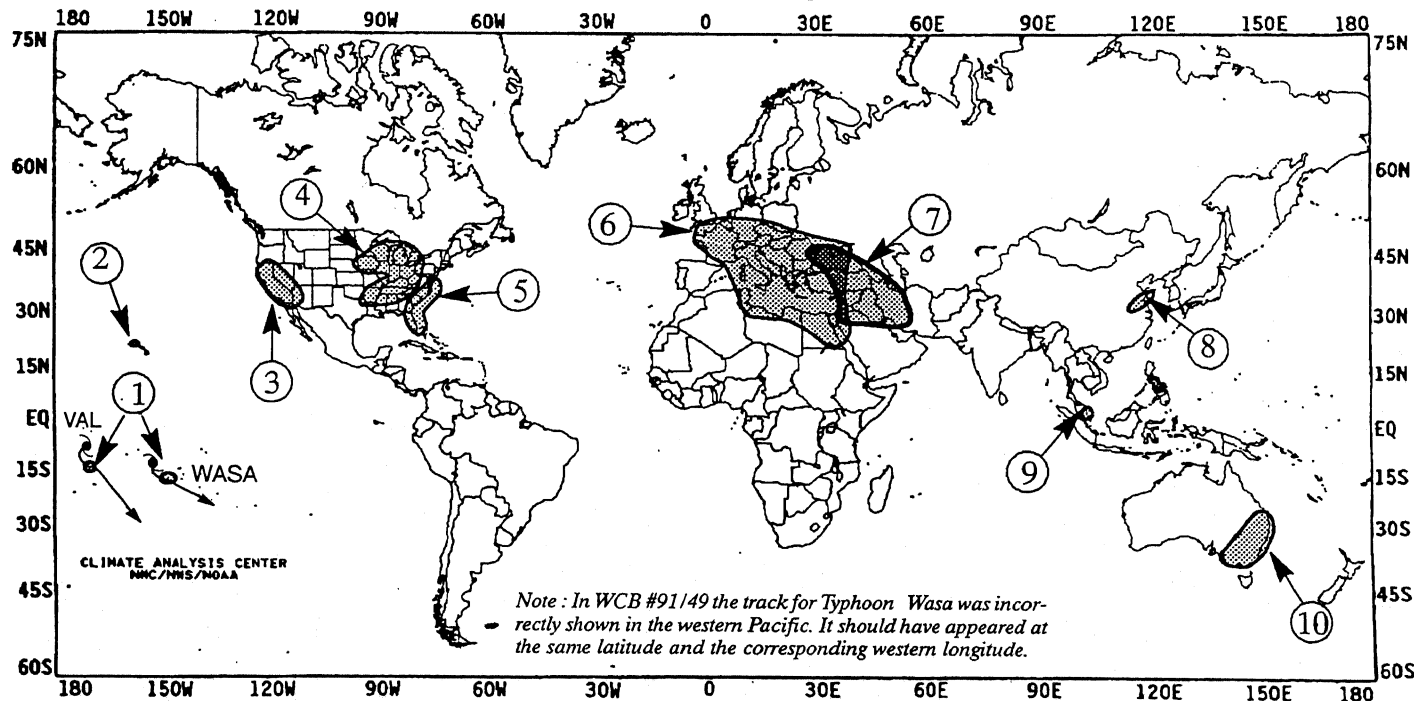 180 150W 120W 90W 60W 30W 0 30E 60E 90E 120E 150E 180
75N 75N
60N 60N
4
6
7
45N 45N
2
5
30N 30N
8
15N 15N
3
1
EQ EQ
VAL
9
15S WASA 15S
30S 30S
CLIMATE ANALYSIS CENTER
NMC/NWS/NOAA
45S 45S
Note : In WCB #91/49 the track for Typhoon Wasa was incor-
rectly shown in the western Pacific. It should have appeared at
the same latitude and the corresponding western longitude.
10
60S 60S
180 150W 120W 90W 60W 30W 0 30E 60E 90E 120E 150E 180